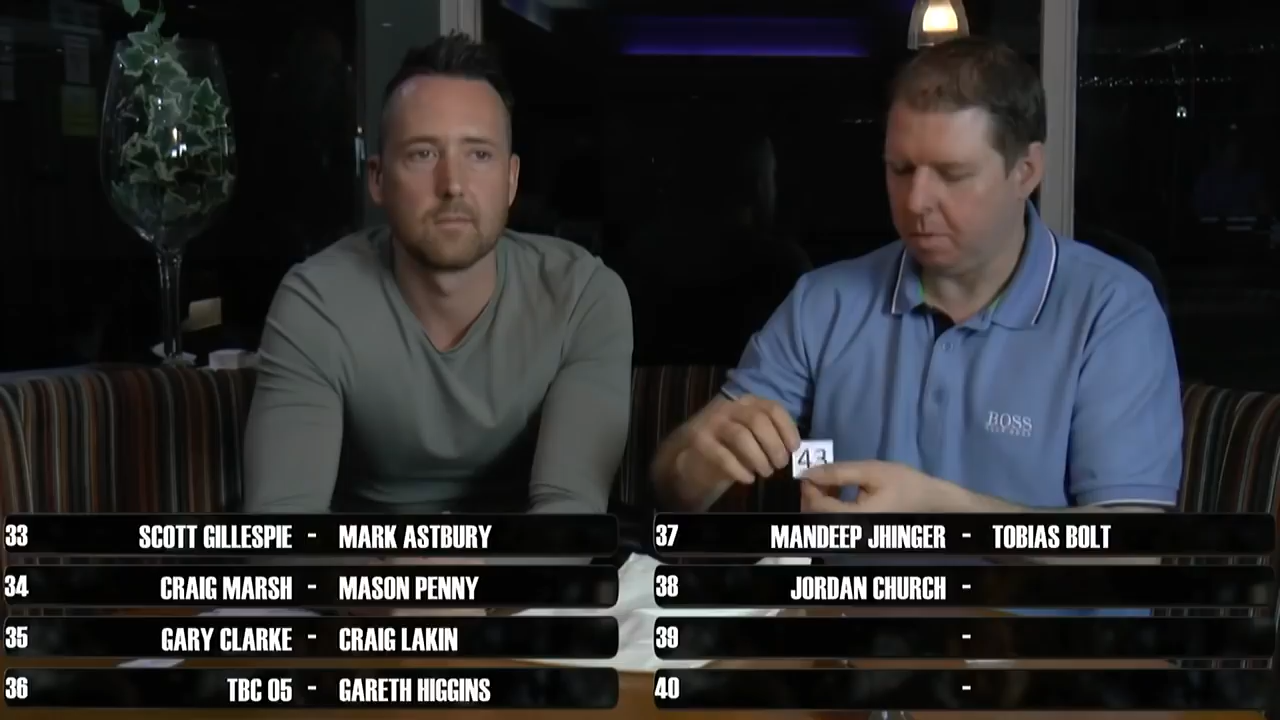 BOSS
43
33 SCOTT GILLESPIE - MARK ASTBURY
34 CRAIG MARSH - MASON PENNY
35 GARY CLARKE - CRAIG LAKIN
36 TBC 05 - GARETH HIGGINS
37 MANDEEP JHINGER - TOBIAS BOLT
38 JORDAN CHURCH -
39 -
40 -